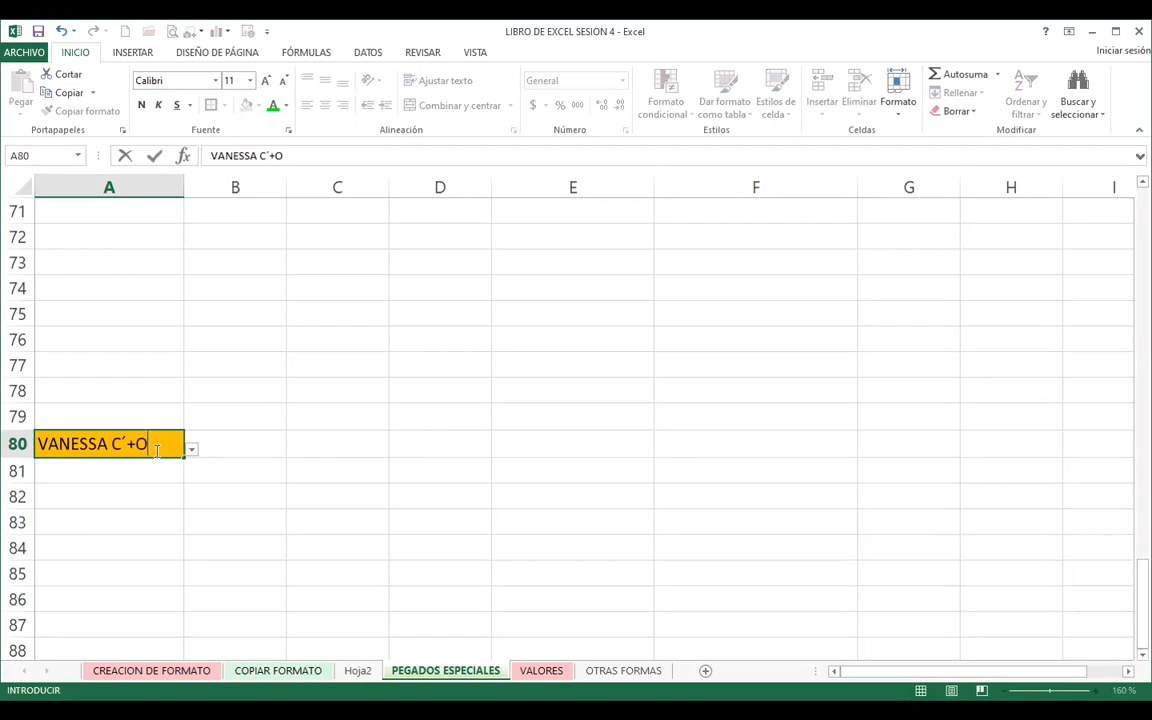 LIBRO DE EXCEL SESION 4 - Excel
ARCHIVO INICIO INSERTAR DISEÑO DE PÁGINA FÓRMULAS DATOS REVISAR VISTA Iniciar sesión
Pegar Cortar Copiar Copiar formato
Calibri 11 N K S A
Ajustar texto Combinar y centrar
General $ % 000
Formato condicional Dar formato como tabla Estilos de celda
Insertar Eliminar Formato
Autosuma Rellenar Borrar Ordenar y filtrar Buscar y seleccionar
Portapapeles Fuente Alineación Número Estilos Celdas Modificar
A80 fx VANESSA C´+O
A B C D E F G H I
71
72
73
74
75
76
77
78
79
80 VANESSA C´+O
81
82
83
84
85
86
87
88
CREACION DE FORMATO COPIAR FORMATO Hoja2 PEGADOS ESPECIALES VALORES OTRAS FORMAS
INTRODUCIR 160 %